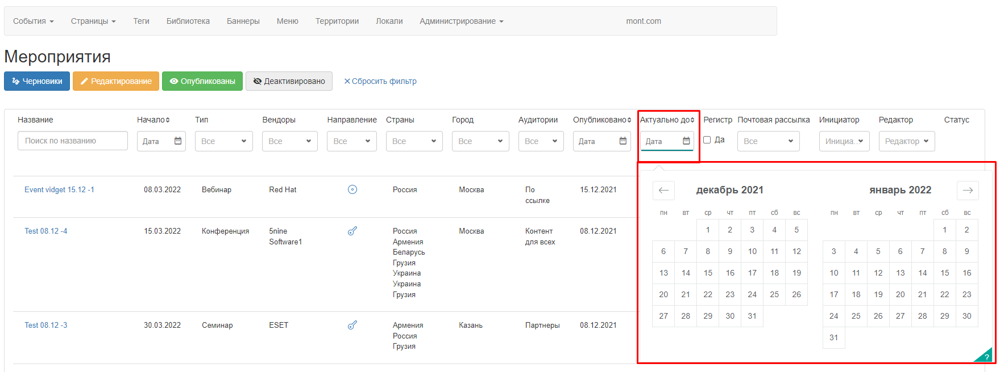 События Страницы Теги Библиотека Баннеры Меню Территории Локали Администрирование mont.com
Мероприятия
Черновики Редактирование Опубликованы Деактивировано Сбросить фильтр
Название Начало Тип Вендоры Направление Страны Город Аудитории Опубликовано Актуально до Регистр Почтовая рассылка Инициатор Редактор Статус
Поиск по названию Дата Все Все Все Все Все Все Дата Дата Да Все Инициа... Редактор
Event vidget 15.12 -1 08.03.2022 Вебинар Red Hat Россия Москва По 15.12.2021
ссылке
Test 08.12 -4 15.03.2022 Конференция 5nine Россия Москва Контент 08.12.2021
Software1 Армения для всех
Беларусь
Грузия
Украина
Украина
Грузия
Test 08.12 -3 30.03.2022 Семинар ESET Армения Казань Партнеры 08.12.2021
Россия
Грузия
декабрь 2021
пн вт ср чт пт сб вс
1 2 3 4 5
6 7 8 9 10 11 12
13 14 15 16 17 18 19
20 21 22 23 24 25 26
27 28 29 30 31
январь 2022
пн вт ср чт пт сб вс
1 2
3 4 5 6 7 8 9
10 11 12 13 14 15 16
17 18 19 20 21 22 23
24 25 26 27 28 29 30
31
?